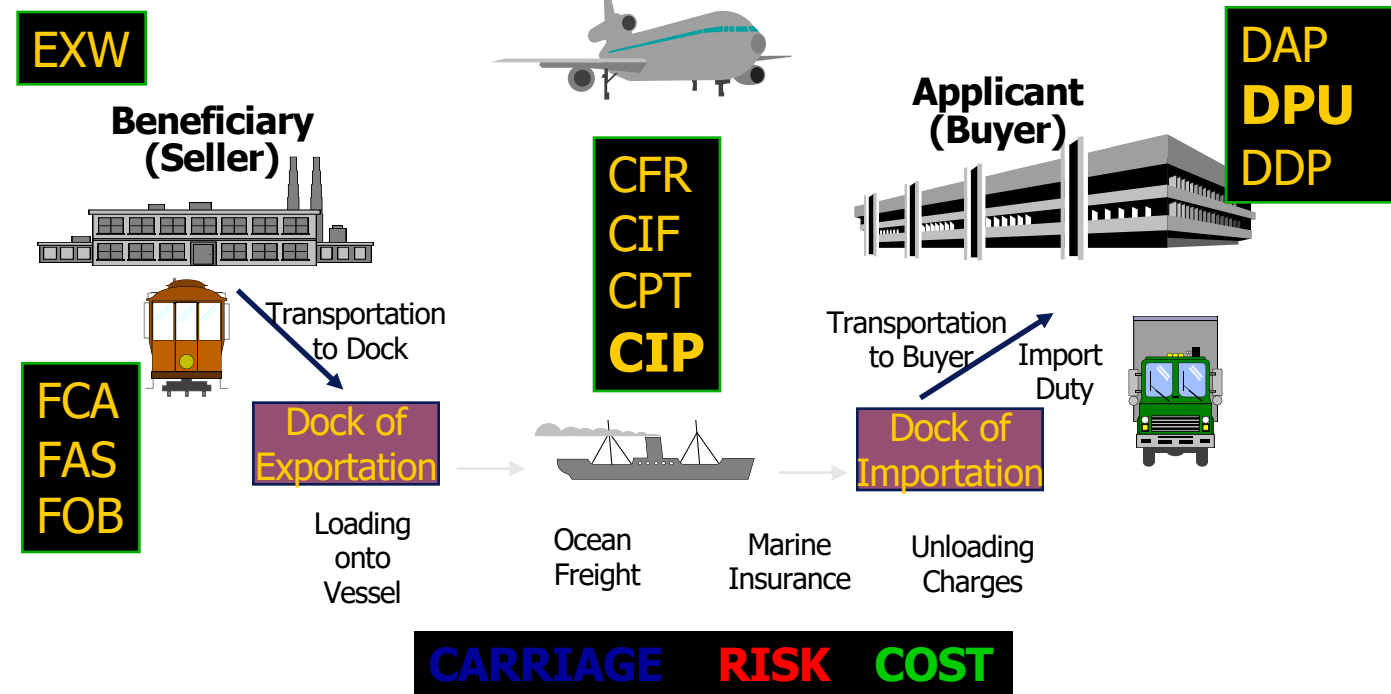 EXW
Beneficiary
(Seller)
Applicant
(Buyer)
DAP
DPU
DDP
CFR
CIF
CPT
CIP
Transportation
to Dock
Transportation
to Buyer
Import
Duty
FCA
FAS
FOB
Dock of
Exportation
Dock of
Importation
Loading
onto
Vessel
Ocean
Freight
Marine
Insurance
Unloading
Charges
CARRIAGE RISK COST